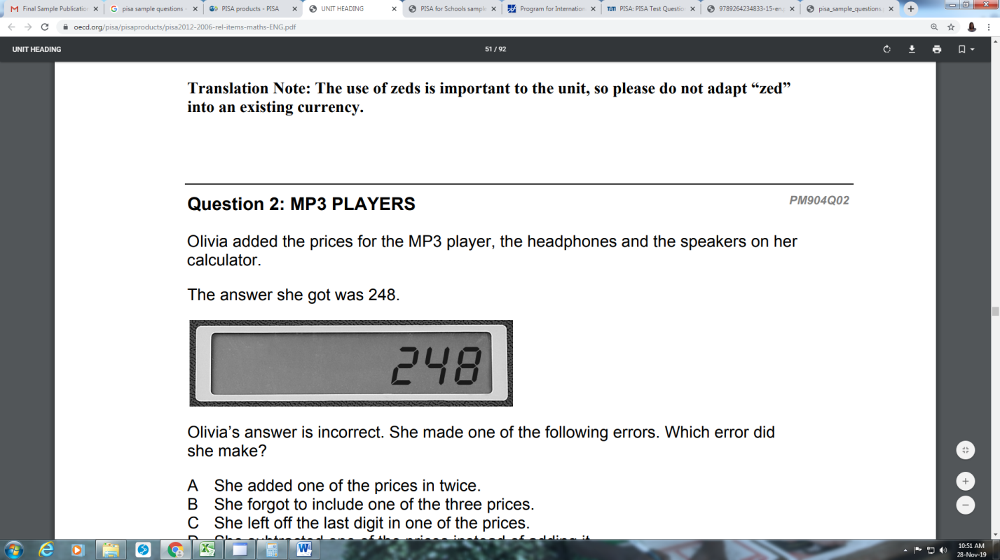 Final Sample Publication
pisa sample questions -
PISA products - PISA
UNIT HEADING
PISA for Schools sample
Program for Internation
TUM PISA: PISA Test Questio
9789264234833-15-en.
pisa_sample_questions.
oecd.org/pisa/pisaproducts/pisa2012-2006-rel-items-maths-ENG.pdf
UNIT HEADING
51 / 92
Translation Note: The use of zeds is important to the unit, so please do not adapt “zed”
into an existing currency.
Question 2: MP3 PLAYERS
PM904Q02
Olivia added the prices for the MP3 player, the headphones and the speakers on her
calculator.
The answer she got was 248.
248
Olivia’s answer is incorrect. She made one of the following errors. Which error did
she make?
A She added one of the prices in twice.
B She forgot to include one of the three prices.
C She left off the last digit in one of the prices.
D She subtracted one of the prices instead of adding it.
10:51 AM
28-Nov-19